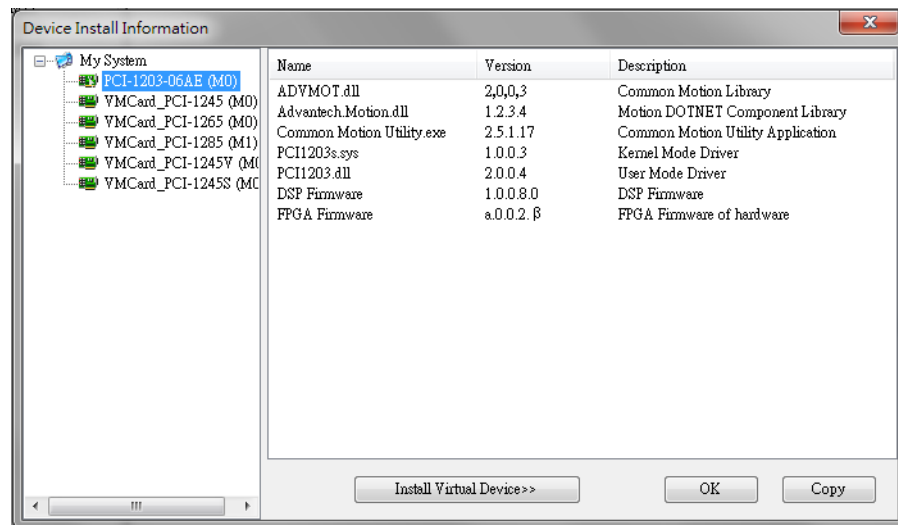 Device Install Information
My System
PCI-1203-06AE (M0)
VMCard_PCI-1245 (M0)
VMCard_PCI-1265 (M0)
VMCard_PCI-1285 (M1)
VMCard_PCI-1245V (M(
VMCard_PCI-1245S (MC
Name Version Description
ADVMOT.dll 2,0,0,3 Common Motion Library
Advantech.Motion.dll 1.2.3.4 Motion DOTNET Component Library
Common Motion Utility.exe 2.5.1.17 Common Motion Utility Application
PCI1203s.sys 1.0.0.3 Kernel Mode Driver
PCI1203.dll 2.0.0.4 User Mode Driver
DSP Firmware 1.0.0.8.0 DSP Firmware
FPGA Firmware a.0.0.2. β FPGA Firmware of hardware
Install Virtual Device>> OK Copy